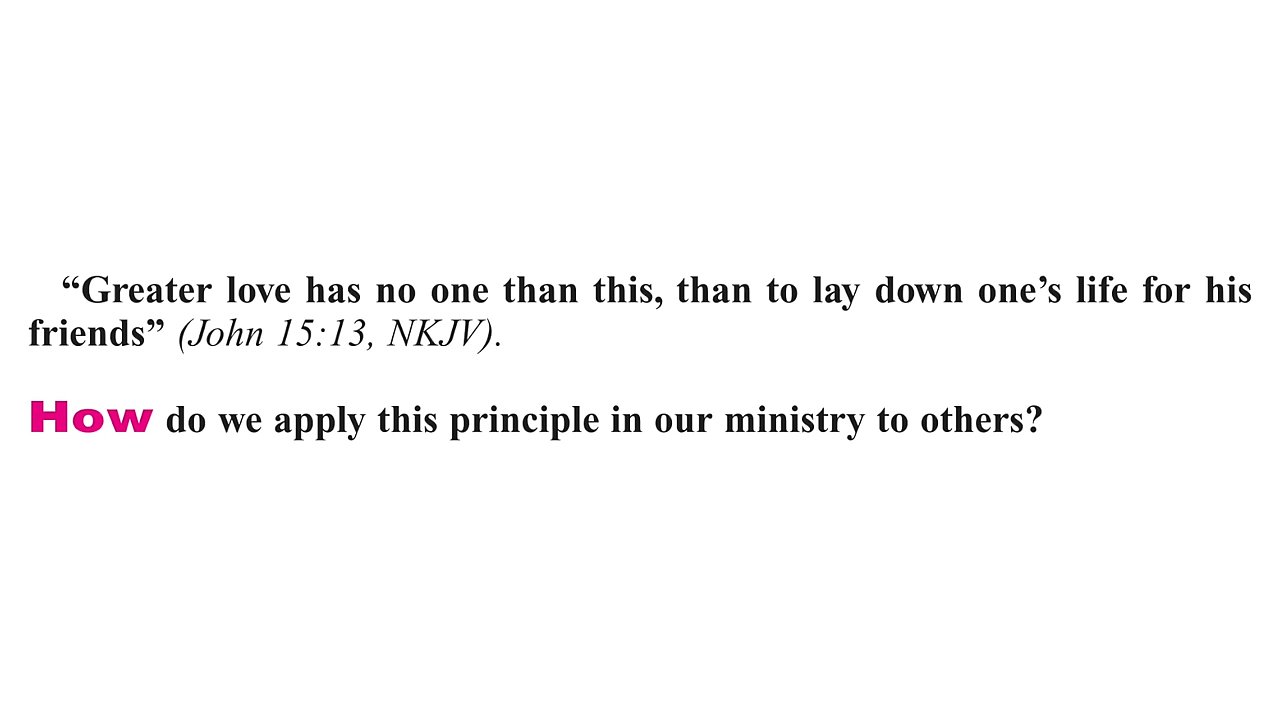 “Greater love has no one than this, than to lay down one’s life for his
friends” (John 15:13, NKJV).
How do we apply this principle in our ministry to others?